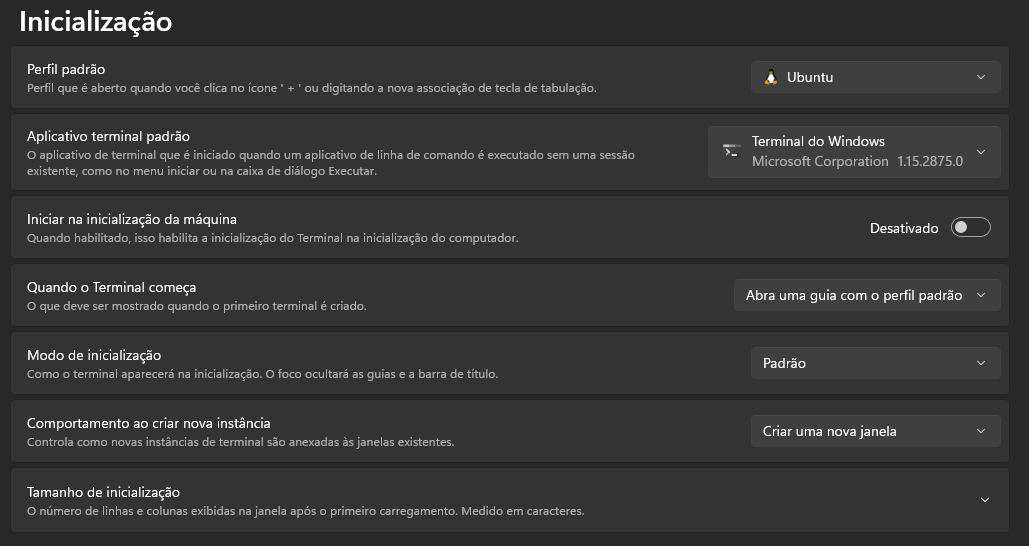 Inicialização
Perfil padrão
Perfil que é aberto quando você clica no ícone ' + ' ou digitando a nova associação de tecla de tabulação.
Ubuntu
Aplicativo terminal padrão
O aplicativo de terminal que é iniciado quando um aplicativo de linha de comando é executado sem uma sessão
existente, como no menu iniciar ou na caixa de diálogo Executar.
Terminal do Windows
Microsoft Corporation 1.15.2875.0
Iniciar na inicialização da máquina
Quando habilitado, isso habilita a inicialização do Terminal na inicialização do computador.
Desativado
Quando o Terminal começa
O que deve ser mostrado quando o primeiro terminal é criado.
Abra uma guia com o perfil padrão
Modo de inicialização
Como o terminal aparecerá na inicialização. O foco ocultará as guias e a barra de título.
Padrão
Comportamento ao criar nova instância
Controla como novas instâncias de terminal são anexadas às janelas existentes.
Criar uma nova janela
Tamanho de inicialização
O número de linhas e colunas exibidas na janela após o primeiro carregamento. Medido em caracteres.